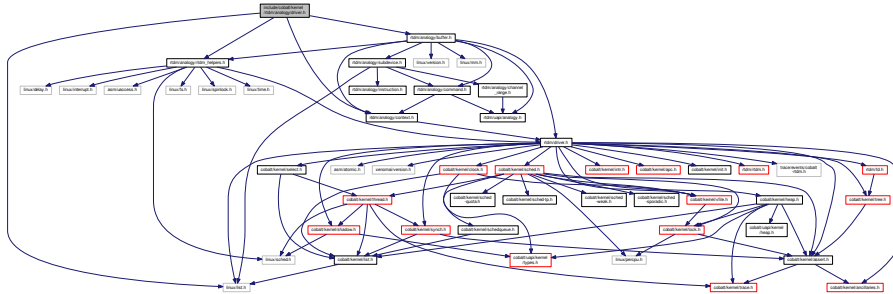 include/cobalt/kernel
/rtdm/analogy/driver.h
rtdm/analogy/buffer.h
rtdm/analogy/rtdm_helpers.h
rtdm/analogy/subdevice.h
linux/version.h
linux/mm.h
linux/delay.h
linux/interrupt.h
asm/uaccess.h
linux/fs.h
linux/spinlock.h
linux/time.h
rtdm/analogy/instruction.h
rtdm/analogy/command.h
rtdm/analogy/channel
_range.h
rtdm/analogy/context.h
rtdm/uapi/analogy.h
rtdm/driver.h
cobalt/kernel/select.h
asm/atomic.h
xenomai/version.h
cobalt/kernel/clock.h
cobalt/kernel/sched.h
cobalt/kernel/intr.h
cobalt/kernel/apc.h
cobalt/kernel/init.h
rtdm/rtdm.h
trace/events/cobalt
-rtdm.h
rtdm/fd.h
cobalt/kernel/thread.h
cobalt/kernel/sched
-quota.h
cobalt/kernel/sched-tp.h
cobalt/kernel/sched
-weak.h
cobalt/kernel/sched
-sporadic.h
cobalt/kernel/vfile.h
cobalt/kernel/heap.h
cobalt/kernel/tree.h
cobalt/kernel/shadow.h
cobalt/kernel/synch.h
cobalt/kernel/schedqueue.h
cobalt/kernel/lock.h
cobalt/uapi/kernel
/heap.h
linux/sched.h
cobalt/kernel/list.h
cobalt/uapi/kernel
/types.h
linux/percpu.h
cobalt/kernel/assert.h
linux/list.h
cobalt/kernel/trace.h
cobalt/kernel/ancillaries.h